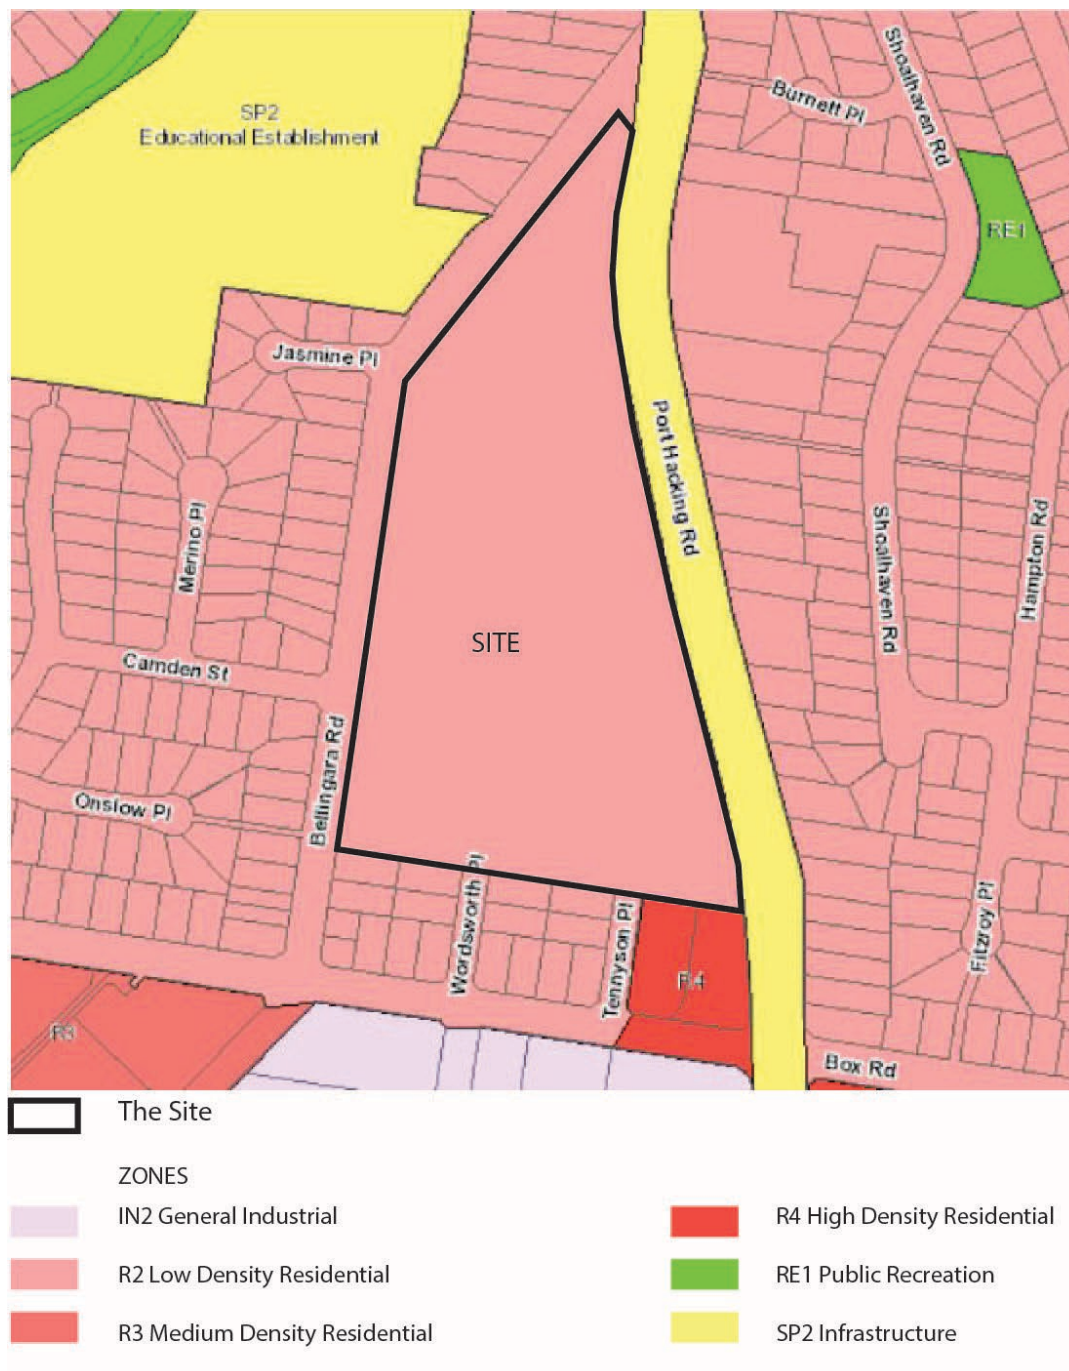 SP2
Educational Establishment
Burnett Pl
Shoalhaven Rd
RE1
Jasmine Pl
Port Hacking Rd
Merino Pl
Shoalhaven Rd
Hampton Rd
SITE
Camden St
Bellingara Rd
Onslow Pl
Wordsworth Pl
Tennyson Pl
Fitzroy Pl
R4
R3
Box Rd
The Site
ZONES
IN2 General Industrial
R4 High Density Residential
R2 Low Density Residential
RE1 Public Recreation
R3 Medium Density Residential
SP2 Infrastructure